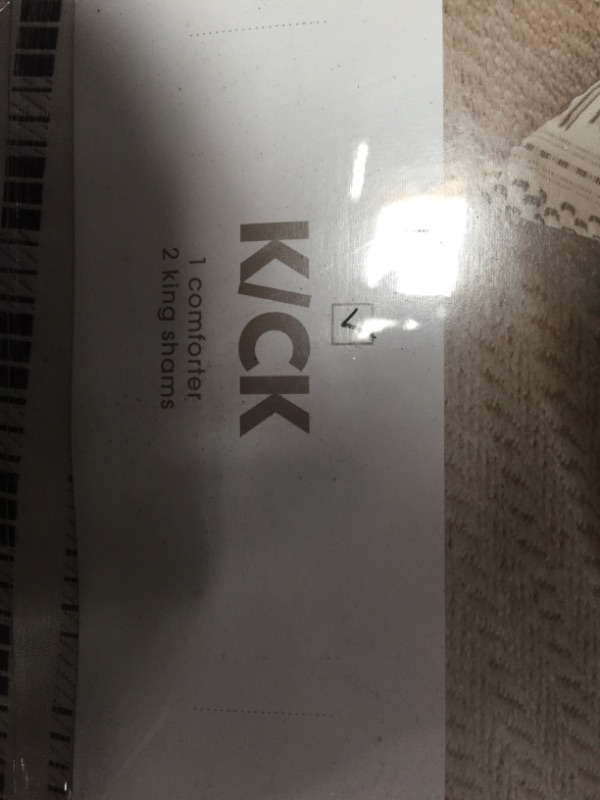 K/CK
1 comforter
2 king shams